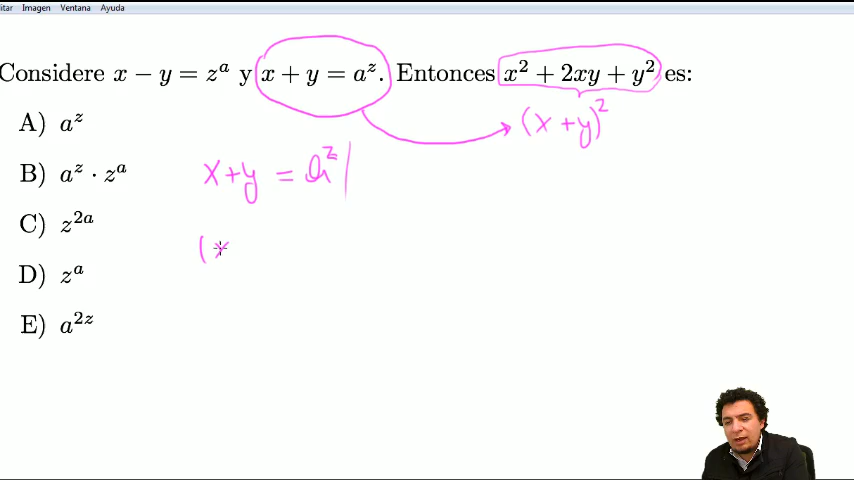 itar Imagen Ventana Ayuda
Considere x − y = z^a y x + y = a^z. Entonces x^2 + 2xy + y^2 es:
(x + y)^2
A) a^z
B) a^z · z^a
x + y = a^z |
C) z^{2a}
(x
D) z^a
E) a^{2z}